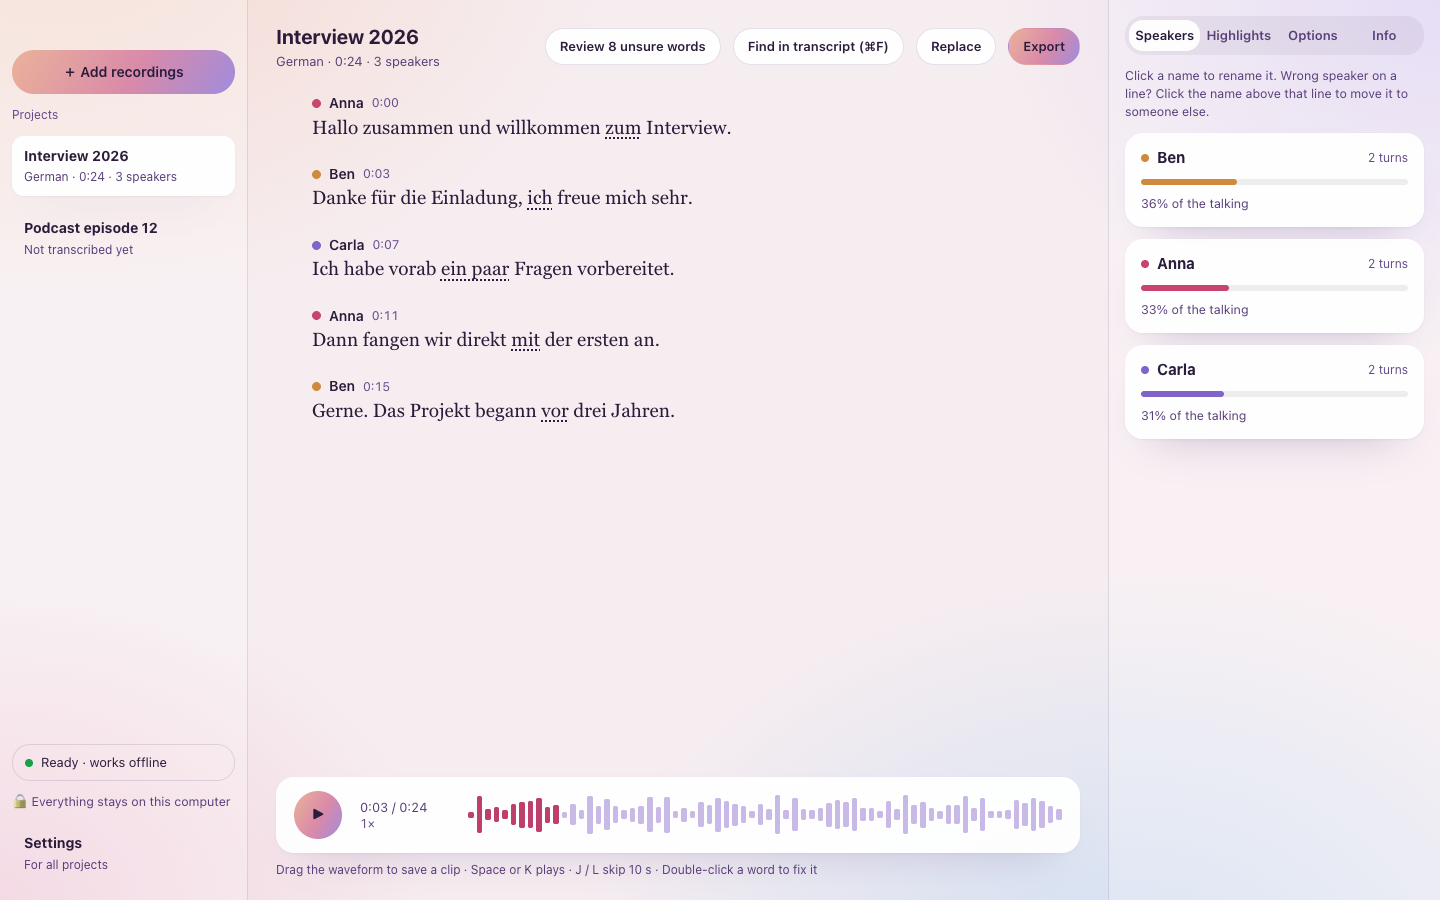 + Add recordings
Projects
Interview 2026
German · 0:24 · 3 speakers
Podcast episode 12
Not transcribed yet
Ready · works offline
🔒 Everything stays on this computer
Settings
For all projects
Interview 2026
German · 0:24 · 3 speakers
Review 8 unsure words
Find in transcript (⌘F)
Replace
Export
Anna 0:00
Hallo zusammen und willkommen zum Interview.
Ben 0:03
Danke für die Einladung, ich freue mich sehr.
Carla 0:07
Ich habe vorab ein paar Fragen vorbereitet.
Anna 0:11
Dann fangen wir direkt mit der ersten an.
Ben 0:15
Gerne. Das Projekt begann vor drei Jahren.
0:03 / 0:24
1×
Drag the waveform to save a clip · Space or K plays · J / L skip 10 s · Double-click a word to fix it
Speakers Highlights Options Info
Click a name to rename it. Wrong speaker on a
line? Click the name above that line to move it to
someone else.
Ben 2 turns
36% of the talking
Anna 2 turns
33% of the talking
Carla 2 turns
31% of the talking